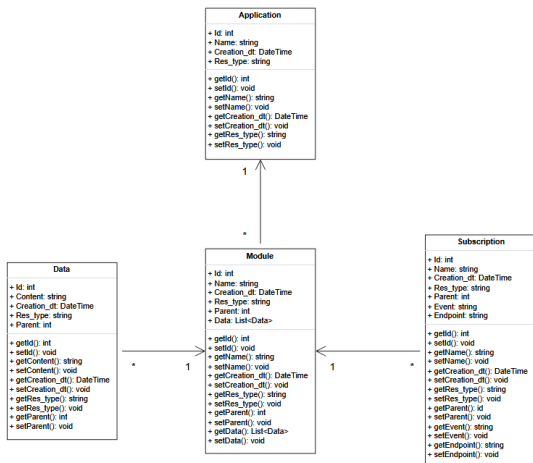 Application
+ Id: int
+ Name: string
+ Creation_dt: DateTime
+ Res_type: string
+ getId(): int
+ setId(): void
+ getName(): string
+ setName(): void
+ getCreation_dt(): DateTime
+ setCreation_dt(): void
+ getRes_type(): string
+ setRes_type(): void
1
*
Data
+ Id: int
+ Content: string
+ Creation_dt: DateTime
+ Res_type: string
+ Parent: int
+ getId(): int
+ setId(): void
+ getContent(): string
+ setContent(): void
+ getCreation_dt(): DateTime
+ setCreation_dt(): void
+ getRes_type(): string
+ setRes_type(): void
+ getParent(): int
+ setParent(): void
*
1
Module
+ Id: int
+ Name: string
+ Creation_dt: DateTime
+ Res_type: string
+ Parent: int
+ Data: List<Data>
+ getId(): int
+ setId(): void
+ getName(): string
+ setName(): void
+ getCreation_dt(): DateTime
+ setCreation_dt(): void
+ getRes_type(): string
+ setRes_type(): void
+ getParent(): int
+ setParent(): void
+ getData(): List<Data>
+ setData(): void
1
*
Subscription
+ Id: int
+ Name: string
+ Creation_dt: DateTime
+ Res_type: string
+ Parent: int
+ Event: string
+ Endpoint: string
+ getId(): int
+ setId(): void
+ getName(): string
+ setName(): void
+ getCreation_dt(): DateTime
+ setCreation_dt(): void
+ getRes_type(): string
+ setRes_type(): void
+ getParent(): id
+ setParent(): void
+ getEvent(): string
+ setEvent(): void
+ getEndpoint(): string
+ setEndpoint(): void